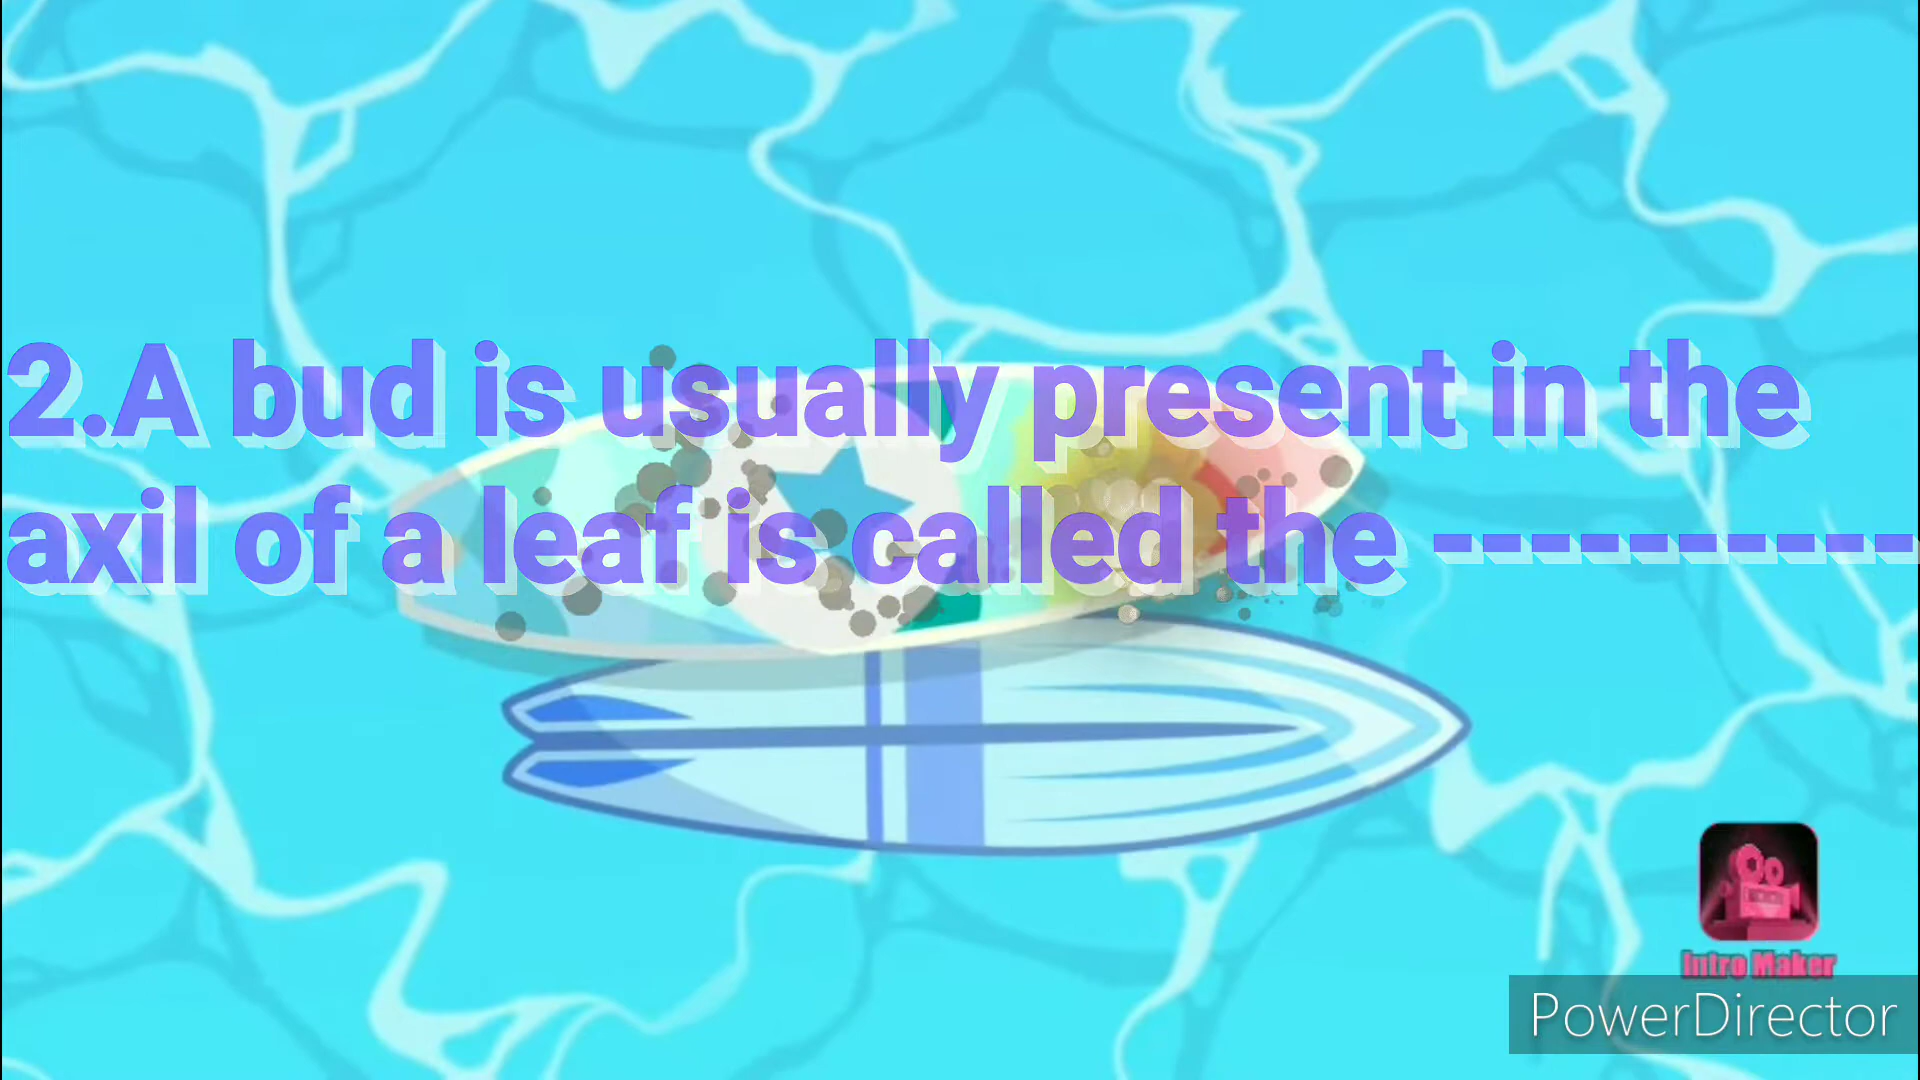 2.A bud is usually present in the
axil of a leaf is called the -----------
Intro Maker
PowerDirector